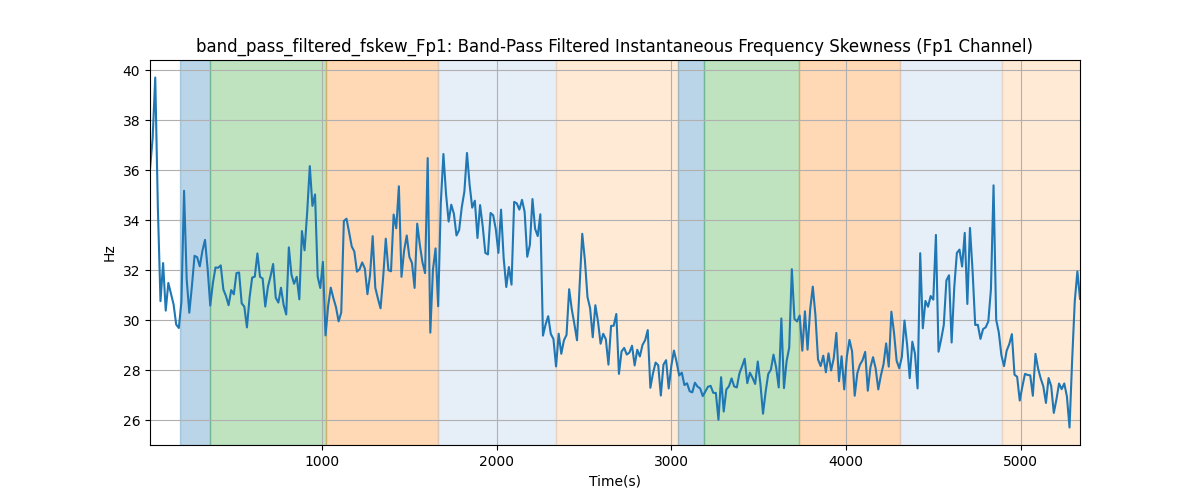 band_pass_filtered_fskew_Fp1: Band-Pass Filtered Instantaneous Frequency Skewness (Fp1 Channel)
40
38
36
34
32
30
28
26
Hz
1000 2000 3000 4000 5000
Time(s)